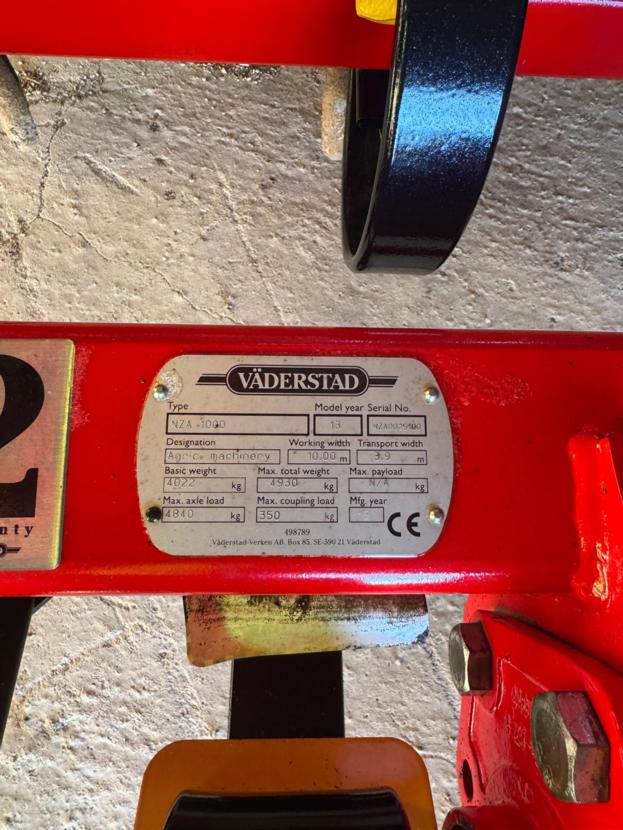 VÄDERSTAD
Type Model year Serial No.
NZA -1000 13
Designation Working width Transport width
Agric. machinery 10.00 m 3.9 m
Basic weight Max. total weight Max. payload
4022 kg 4930 kg N/A kg
Max. axle load Max. coupling load Mfg. year
4840 kg 350 kg CE
498789
Väderstad-Verken AB, Box 85, SE-590 21 Väderstad
2
nty